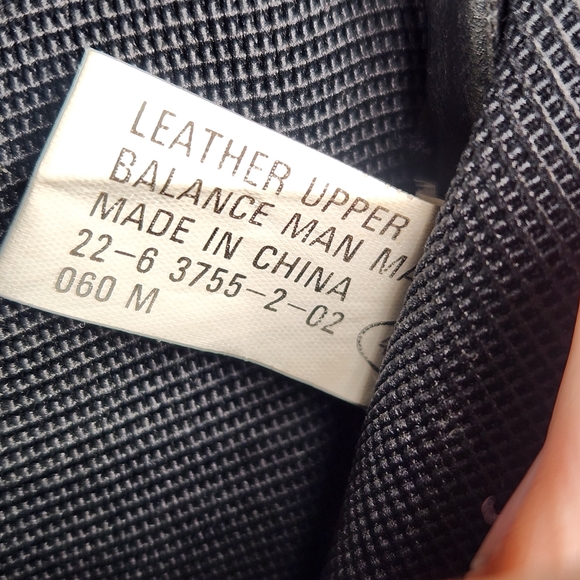 LEATHER UPPER
BALANCE MAN MA
MADE IN CHINA
22-6 3755-2-02
060 M